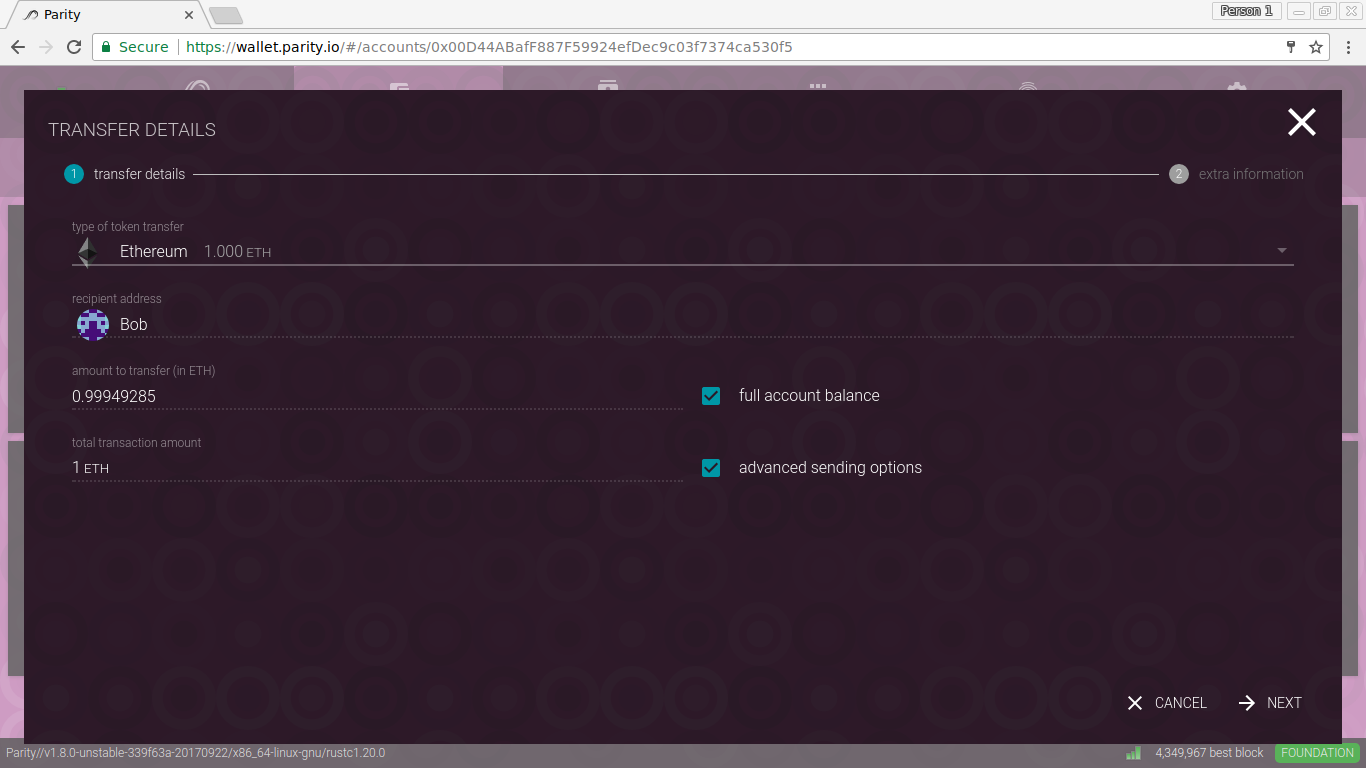 Parity
Person 1
Secure https://wallet.parity.io/#/accounts/0x00D44ABafF887F59924efDec9c03f7374ca530f5
TRANSFER DETAILS
1 transfer details
2 extra information
type of token transfer
Ethereum 1.000 ETH
recipient address
Bob
amount to transfer (in ETH)
0.99949285
full account balance
total transaction amount
1 ETH
advanced sending options
CANCEL
NEXT
Parity//v1.8.0-unstable-339f63a-20170922/x86_64-linux-gnu/rustc1.20.0
4,349,967 best block
FOUNDATION